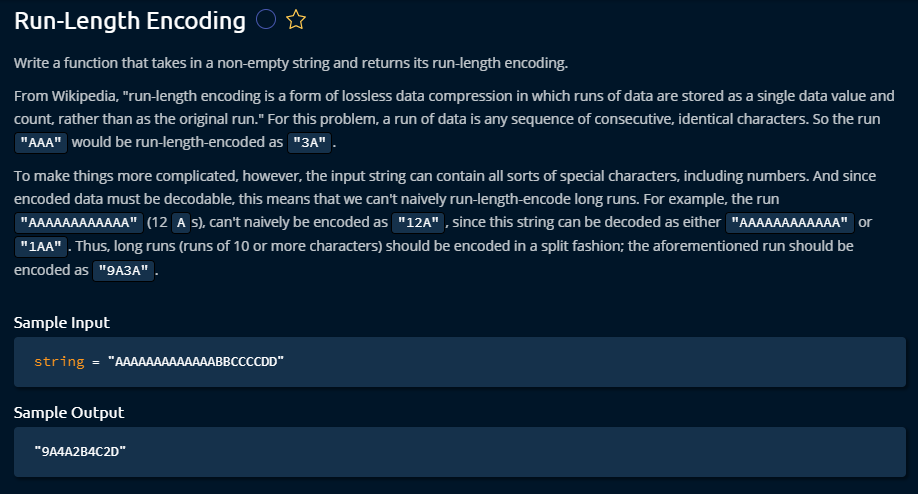 Run-Length Encoding
Write a function that takes in a non-empty string and returns its run-length encoding.
From Wikipedia, "run-length encoding is a form of lossless data compression in which runs of data are stored as a single data value and
count, rather than as the original run." For this problem, a run of data is any sequence of consecutive, identical characters. So the run
"AAA" would be run-length-encoded as "3A".
To make things more complicated, however, the input string can contain all sorts of special characters, including numbers. And since
encoded data must be decodable, this means that we can't naively run-length-encode long runs. For example, the run
"AAAAAAAAAAAA" (12 A s), can't naively be encoded as "12A", since this string can be decoded as either "AAAAAAAAAAAA" or
"1AA". Thus, long runs (runs of 10 or more characters) should be encoded in a split fashion; the aforementioned run should be
encoded as "9A3A".
Sample Input
string = "AAAAAAAAAAAAABBCCCCDD"
Sample Output
"9A4A2B4C2D"